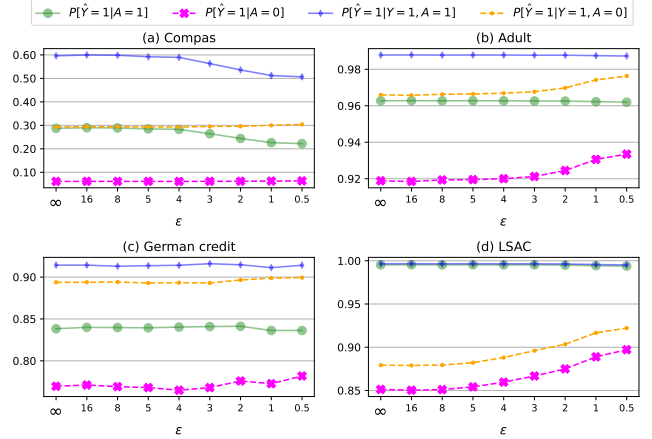 P[Ŷ = 1|A = 1] P[Ŷ = 1|A = 0] P[Ŷ = 1|Y = 1, A = 1] P[Ŷ = 1|Y = 1, A = 0]
(a) Compas
0.60
0.50
0.40
0.30
0.20
0.10
∞ 16 8 5 4 3 2 1 0.5
ε
(b) Adult
0.98
0.96
0.94
0.92
∞ 16 8 5 4 3 2 1 0.5
ε
(c) German credit
0.90
0.85
0.80
∞ 16 8 5 4 3 2 1 0.5
ε
(d) LSAC
1.00
0.95
0.90
0.85
∞ 16 8 5 4 3 2 1 0.5
ε